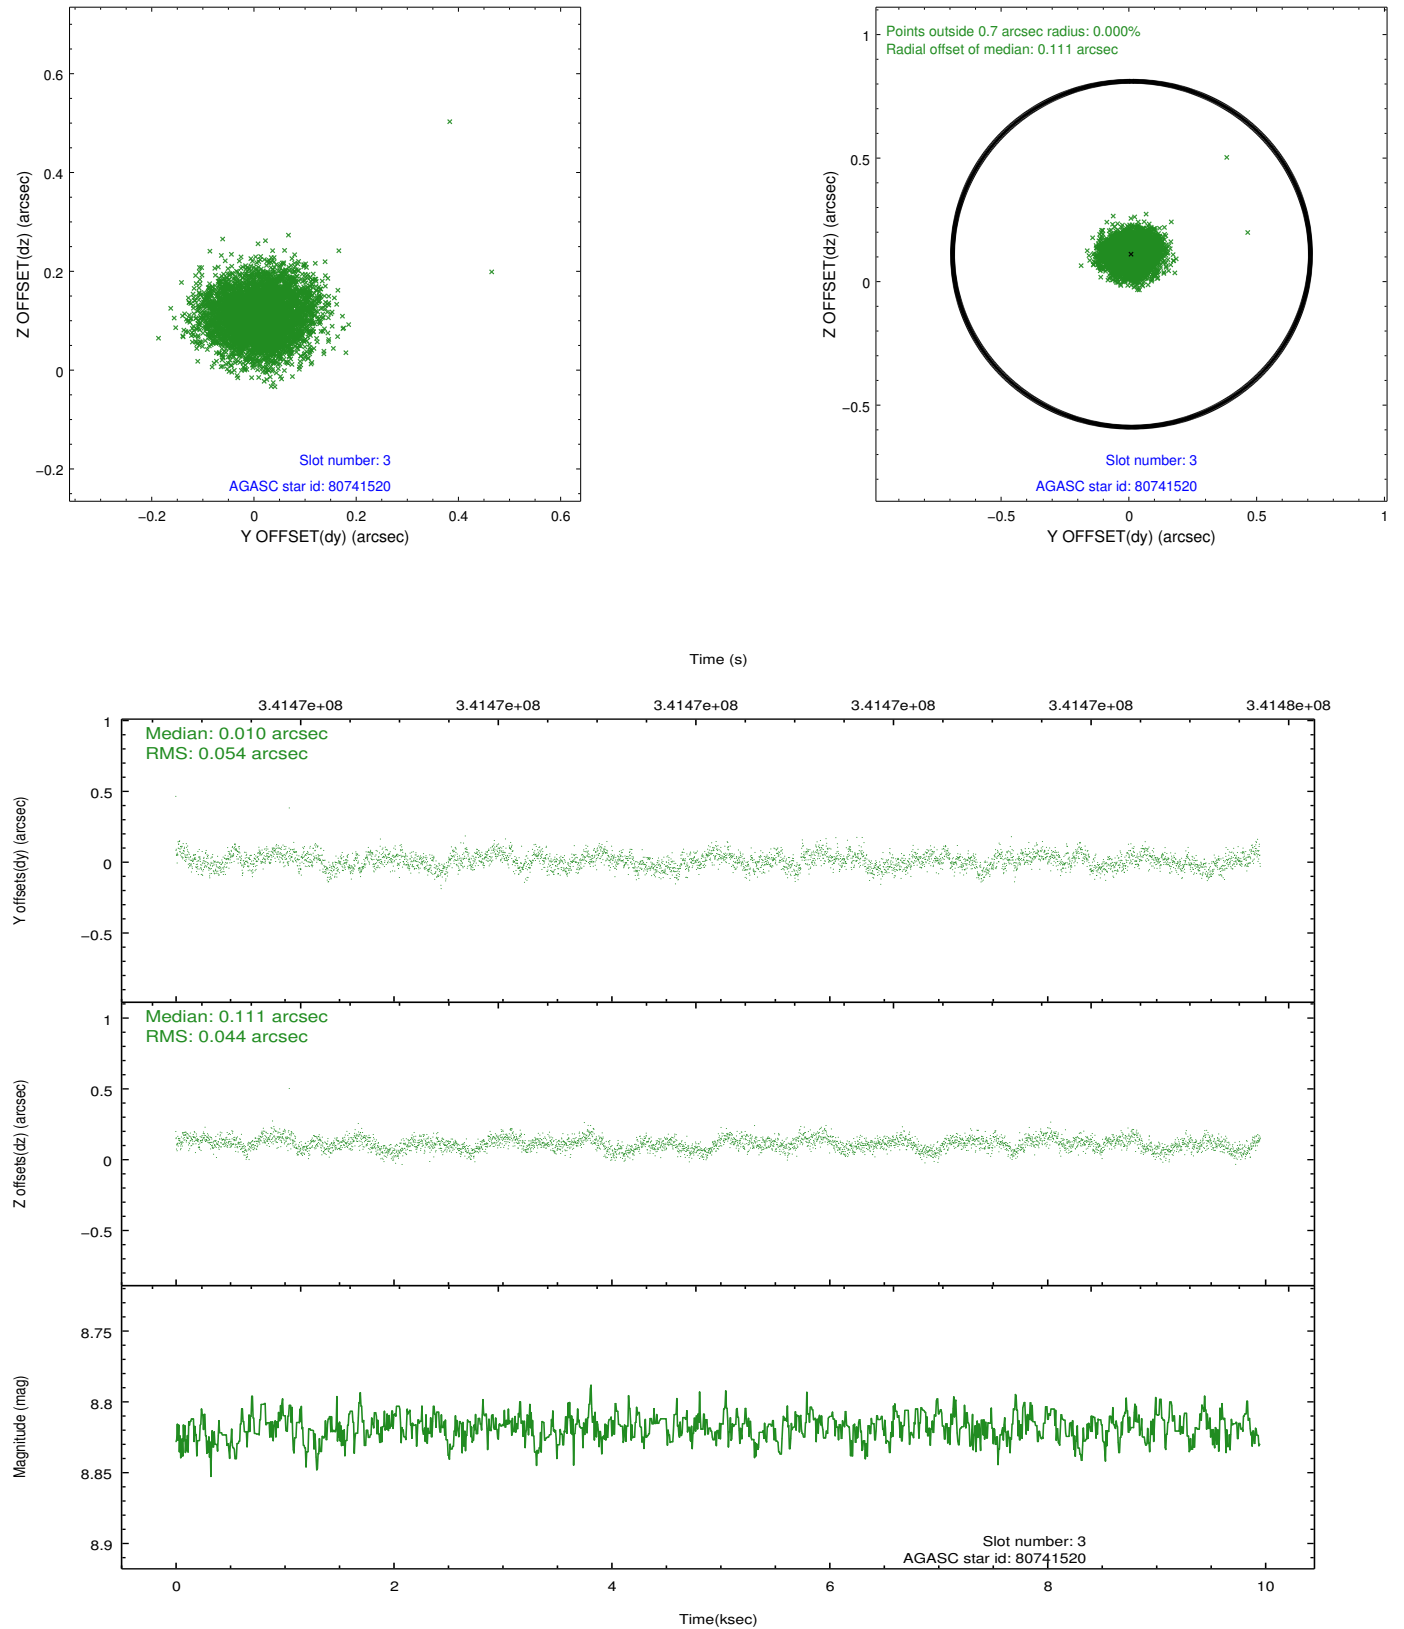 0.6
0.4
0.2
0
−0.2
−0.2 0 0.2 0.4 0.6
Z OFFSET(dz) (arcsec)
Y OFFSET(dy) (arcsec)
Slot number: 3
AGASC star id: 80741520
Points outside 0.7 arcsec radius: 0.000%
Radial offset of median: 0.111 arcsec
1
0.5
0
−0.5
−0.5 0 0.5 1
Z OFFSET(dz) (arcsec)
Y OFFSET(dy) (arcsec)
Slot number: 3
AGASC star id: 80741520
Time (s)
3.4147e+08 3.4147e+08 3.4147e+08 3.4147e+08 3.4147e+08 3.4148e+08
Median: 0.010 arcsec
RMS: 0.054 arcsec
1
0.5
0
−0.5
Y offsets(dy) (arcsec)
Median: 0.111 arcsec
RMS: 0.044 arcsec
1
0.5
0
−0.5
Z offsets(dz) (arcsec)
8.75
8.8
8.85
8.9
Magnitude (mag)
Slot number: 3
AGASC star id: 80741520
0 2 4 6 8 10
Time(ksec)